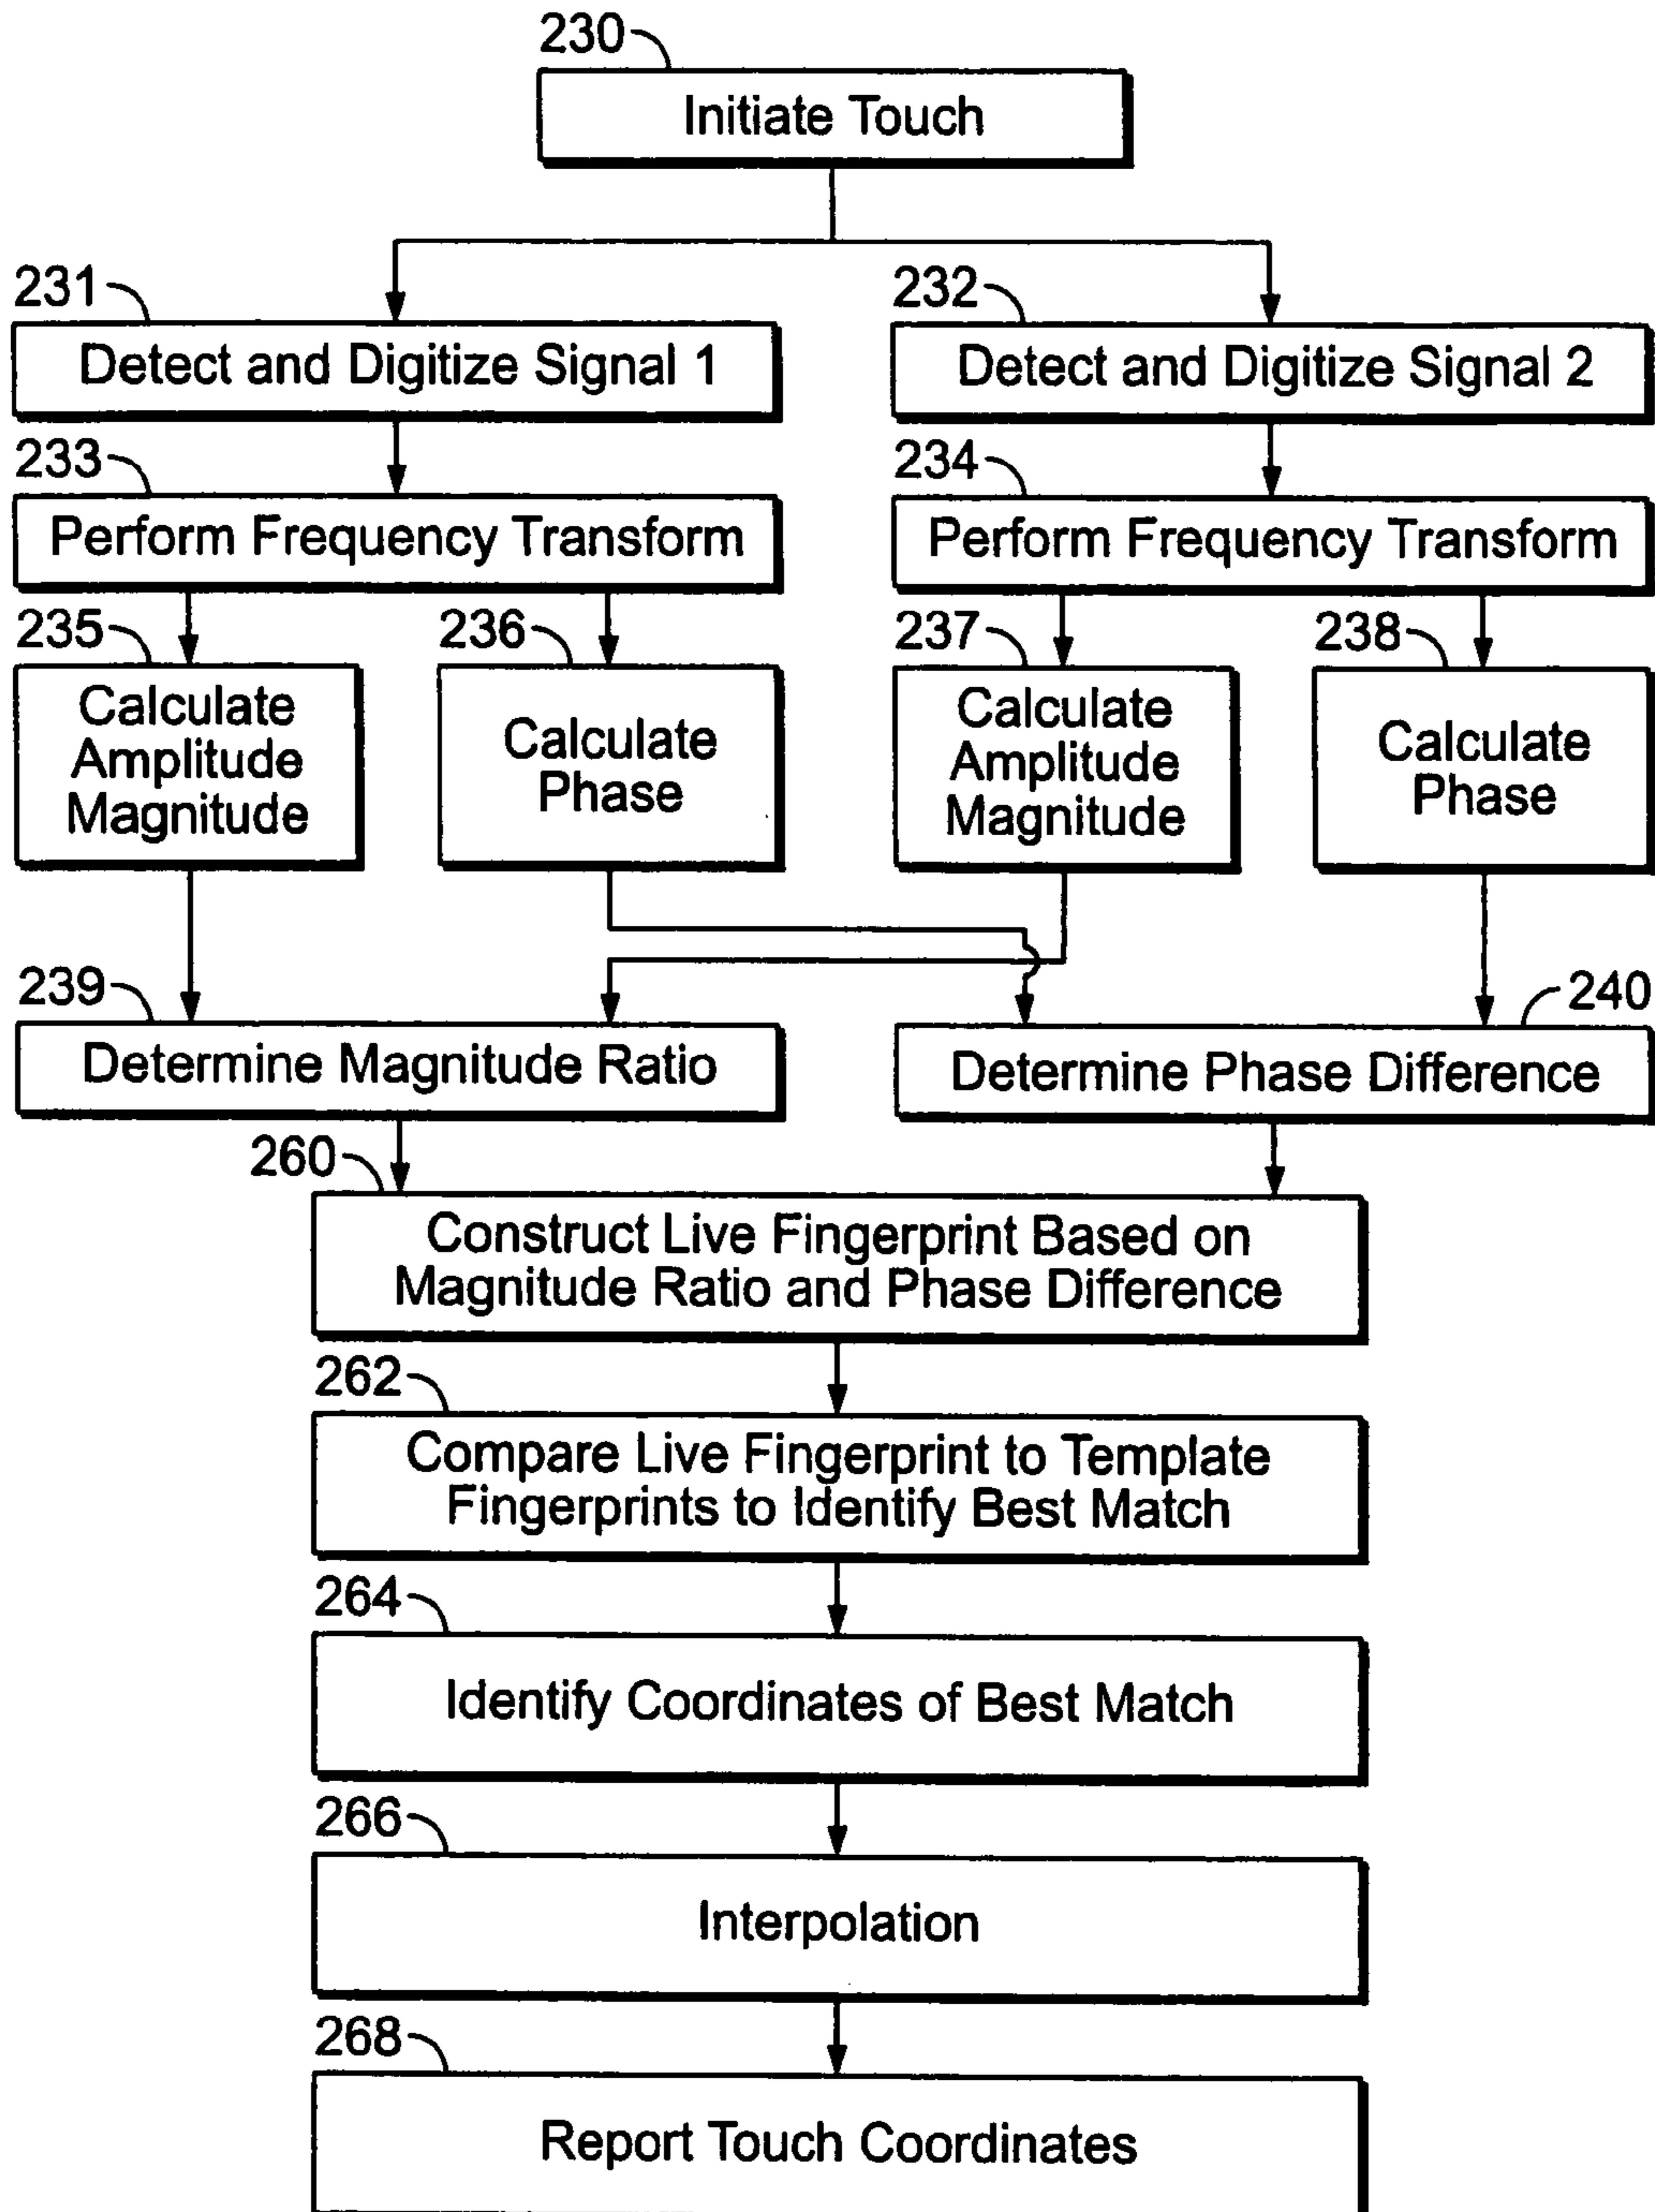 230
Initiate Touch
231
232
Detect and Digitize Signal 1
Detect and Digitize Signal 2
233
234
Perform Frequency Transform
Perform Frequency Transform
235
236
237
238
Calculate
Amplitude
Magnitude
Calculate
Phase
Calculate
Amplitude
Magnitude
Calculate
Phase
239
240
Determine Magnitude Ratio
Determine Phase Difference
260
Construct Live Fingerprint Based on
Magnitude Ratio and Phase Difference
262
Compare Live Fingerprint to Template
Fingerprints to Identify Best Match
264
Identify Coordinates of Best Match
266
Interpolation
268
Report Touch Coordinates